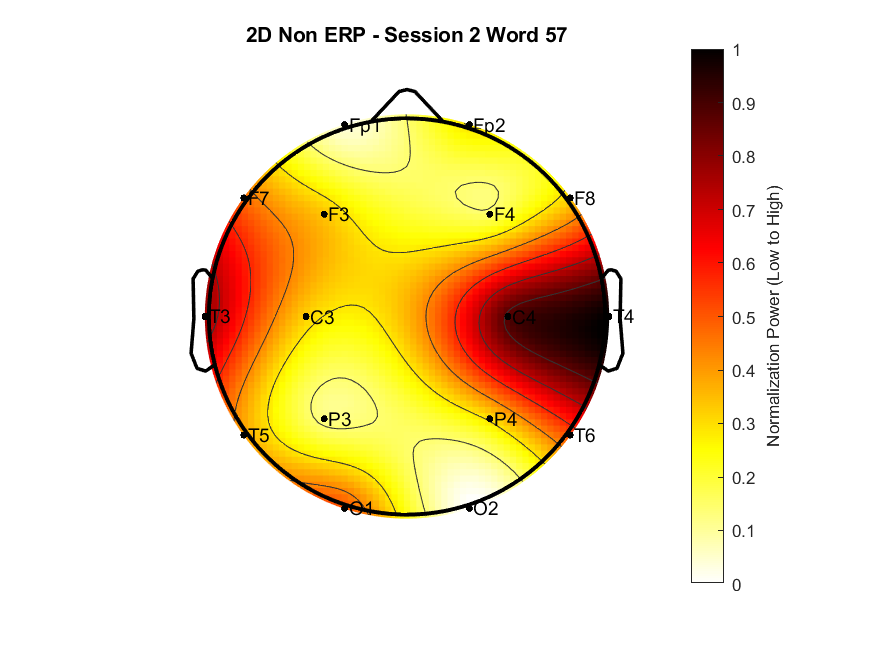 2D Non ERP - Session 2 Word 57
Fp1 Fp2
F7 F8
F3 F4
T3 C3 C4 T4
P3 P4
T5 T6
O1 O2
1
0.9
0.8
0.7
0.6
0.5
0.4
0.3
0.2
0.1
0
Normalization Power (Low to High)